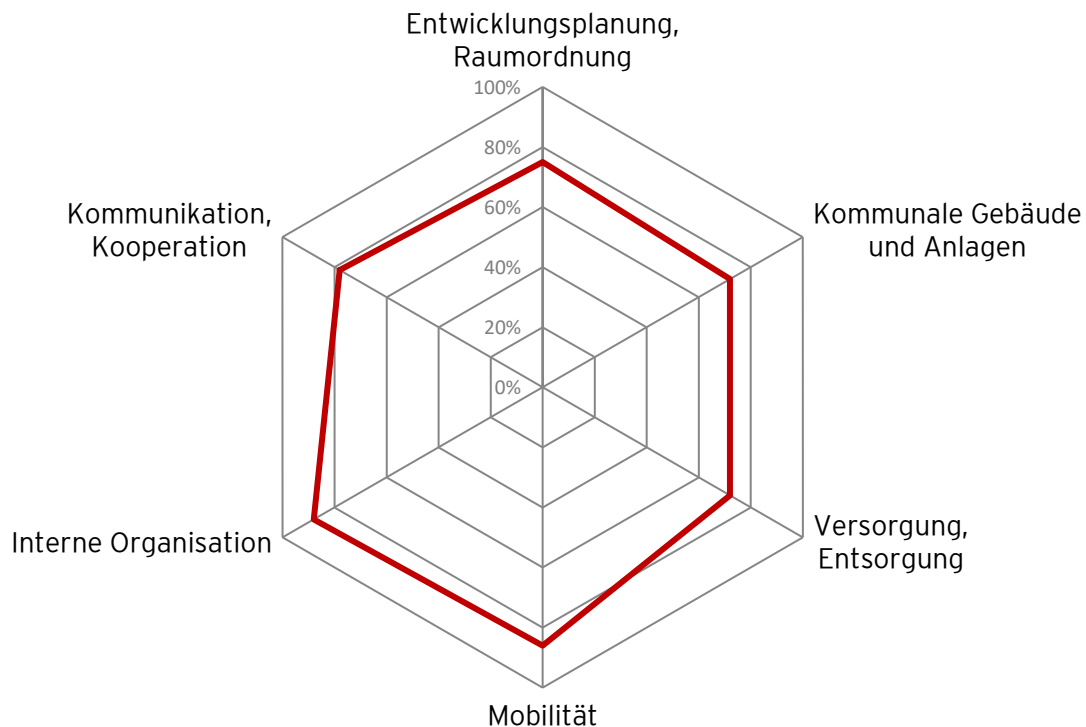 Entwicklungsplanung,
Raumordnung
100%
80%
60%
40%
20%
0%
Kommunale Gebäude
und Anlagen
Versorgung,
Entsorgung
Mobilität
Interne Organisation
Kommunikation,
Kooperation